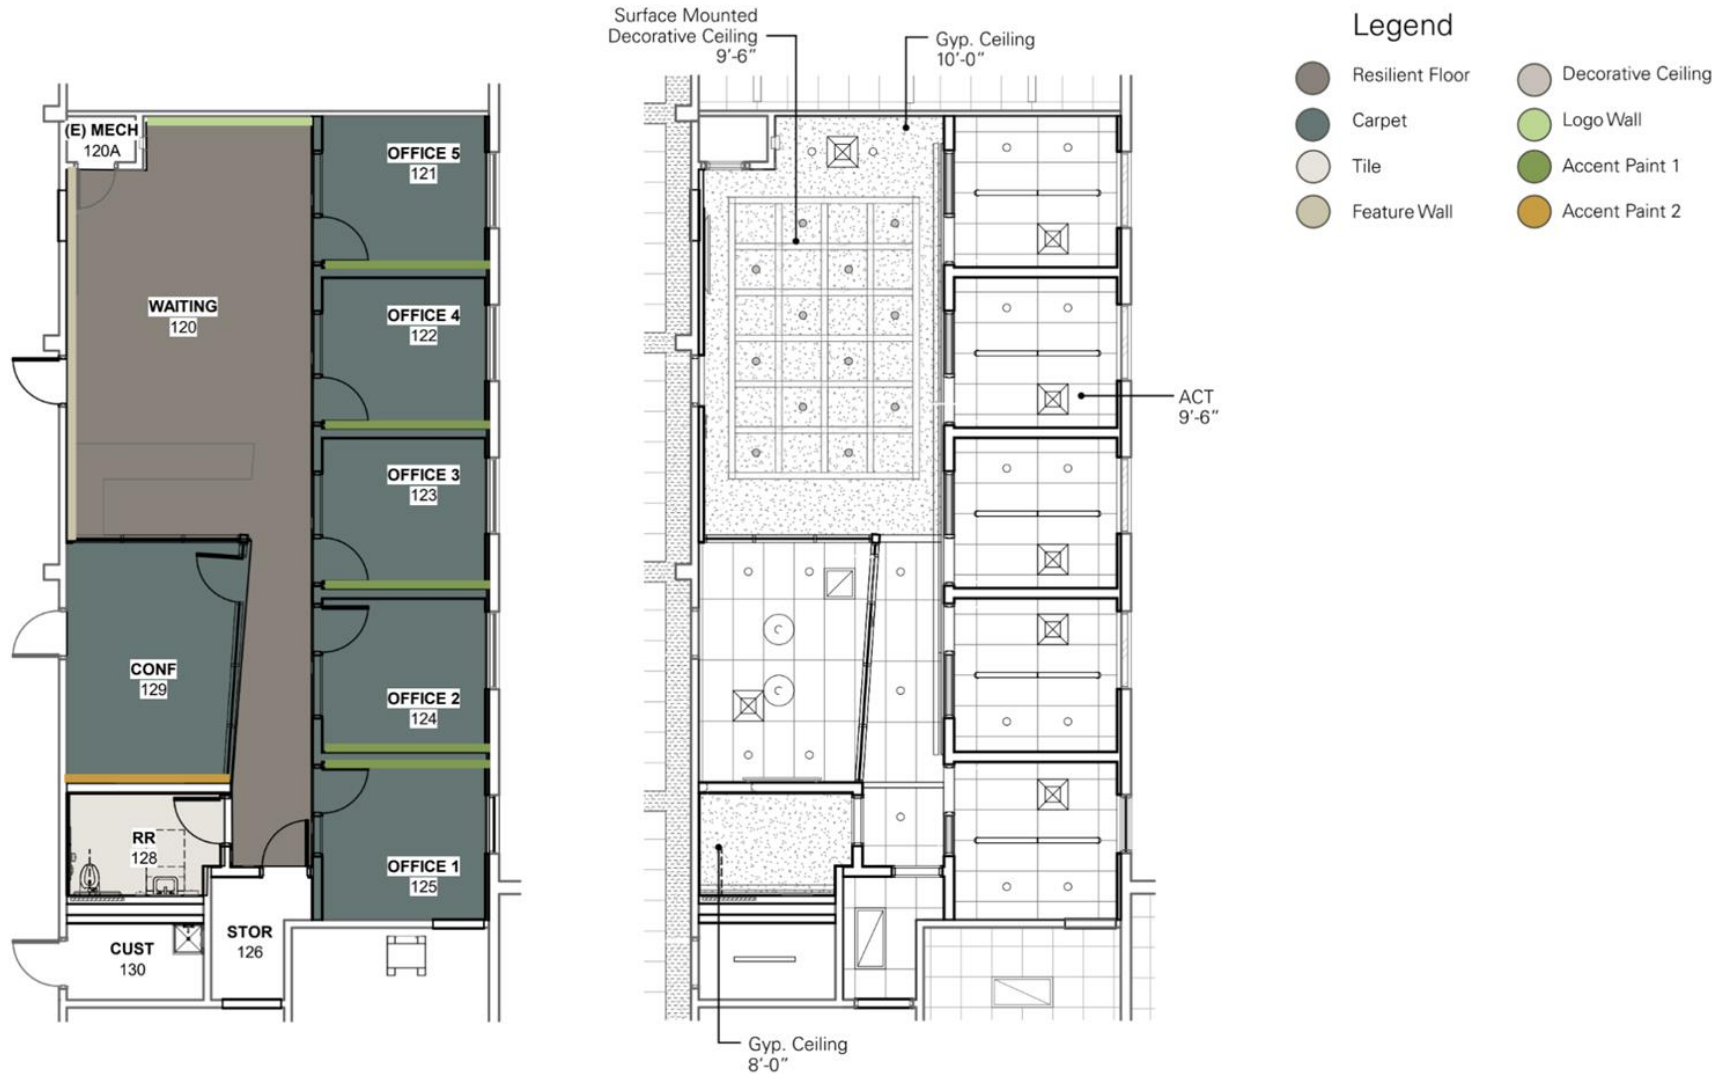 (E) MECH
120A
OFFICE 5
121
WAITING
120
OFFICE 4
122
OFFICE 3
123
CONF
129
OFFICE 2
124
RR
128
OFFICE 1
125
CUST
130
STOR
126
Surface Mounted
Decorative Ceiling
9'-6"
Gyp. Ceiling
10'-0"
ACT
9'-6"
Gyp. Ceiling
8'-0"
Legend
Resilient Floor
Carpet
Tile
Feature Wall
Decorative Ceiling
Logo Wall
Accent Paint 1
Accent Paint 2